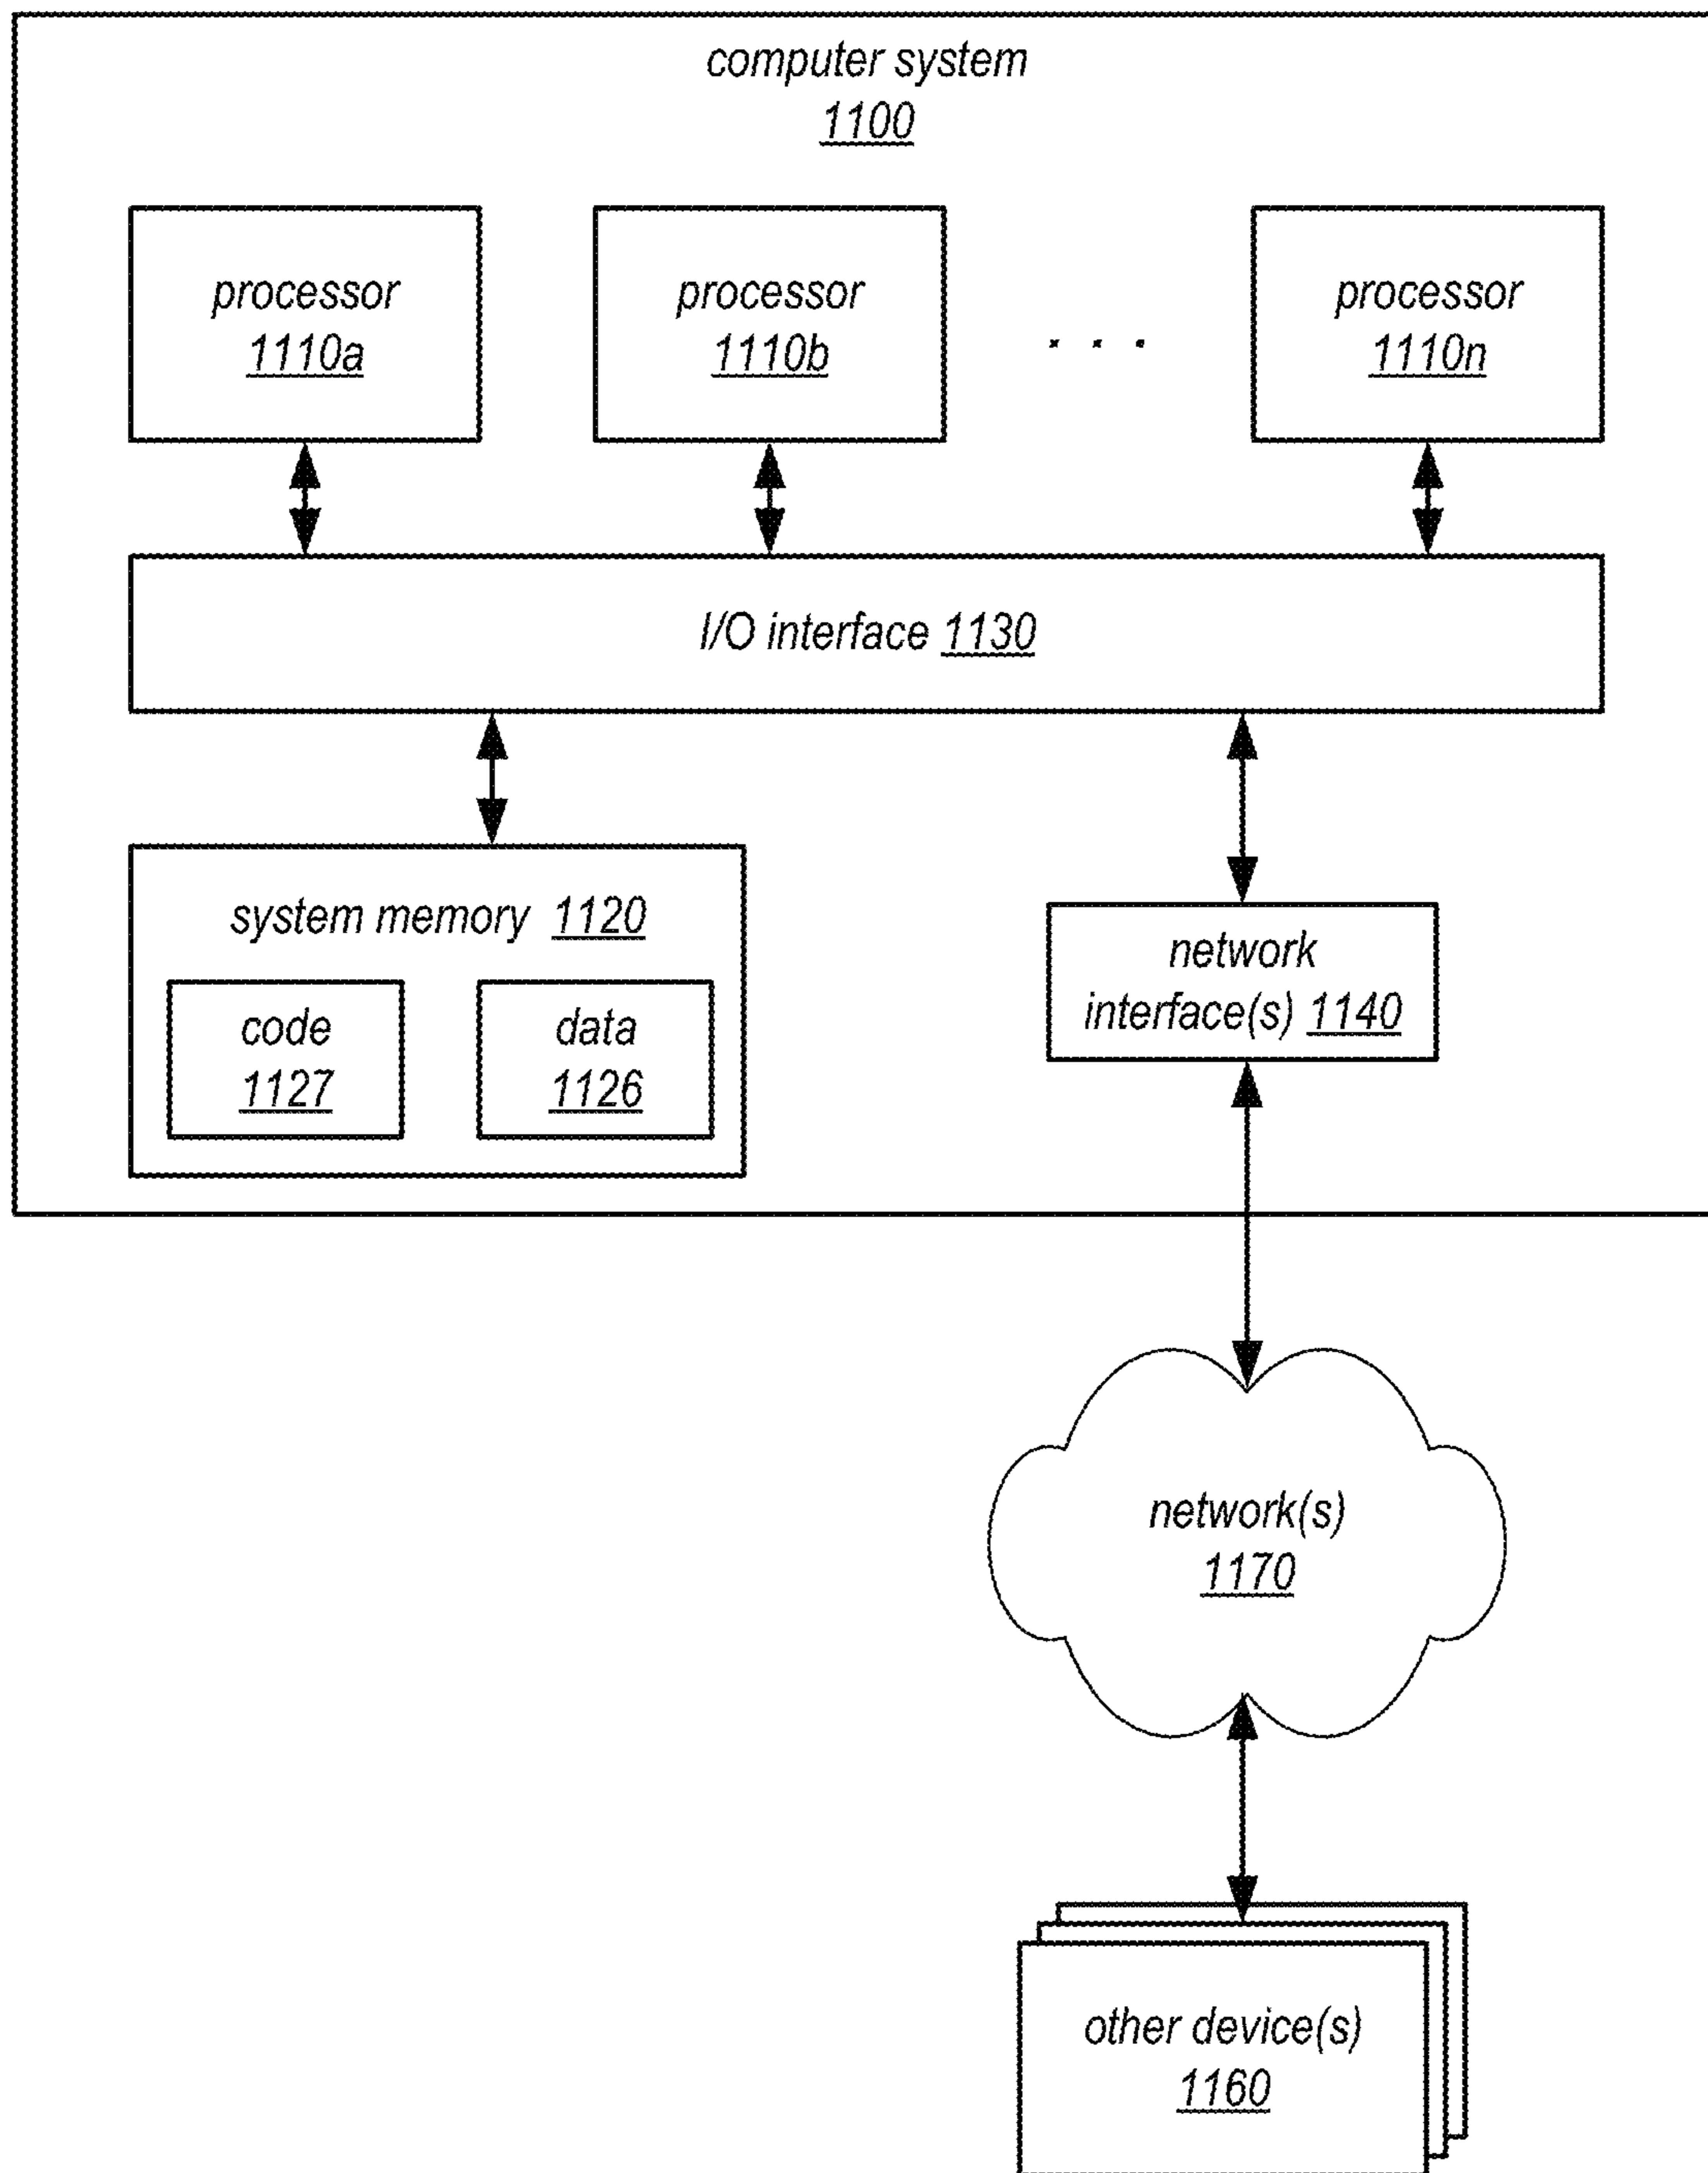 computer system
1100
processor
1110a
processor
1110b
. . .
processor
1110n
I/O interface 1130
system memory 1120
code
1127
data
1126
network
interface(s) 1140
network(s)
1170
other device(s)
1160